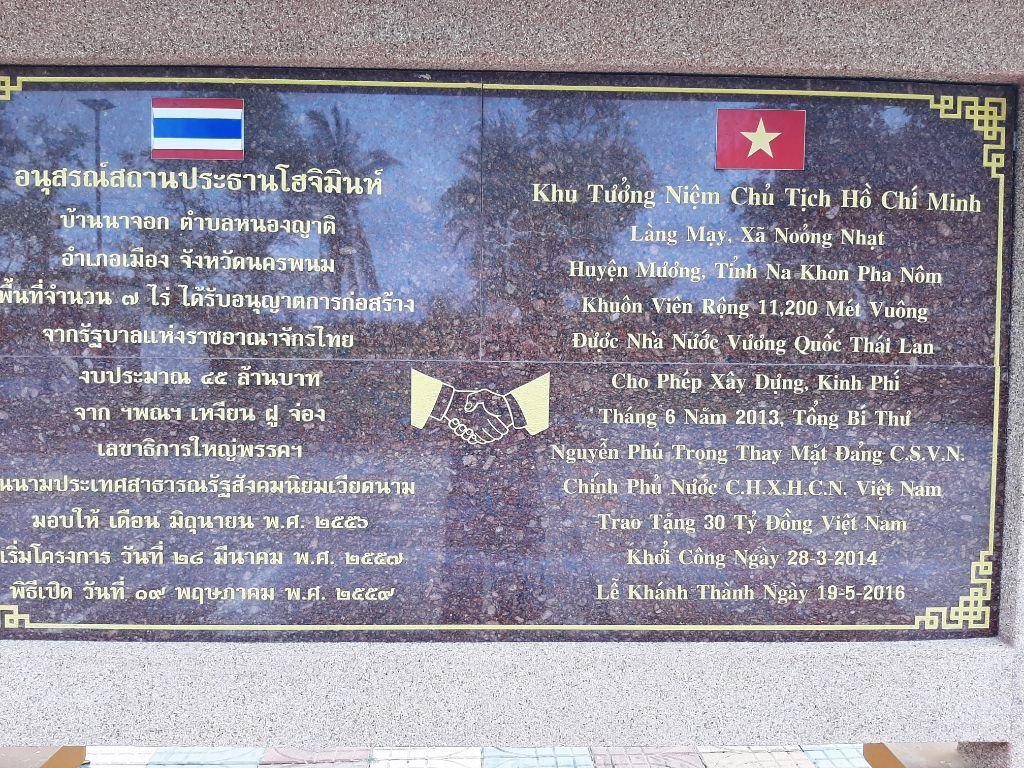 อนุสรณ์สถานประธานโฮจิมินห์
บ้านนาจอก ตำบลหนองญาติ
อำเภอเมือง จังหวัดนครพนม
พื้นที่จำนวน ๗ ไร่ ได้รับอนุญาตการก่อสร้าง
จากรัฐบาลแห่งราชอาณาจักรไทย
งบประมาณ ๔๕ ล้านบาท
จาก ฯพณฯ เหงียน ฝู จ่อง
เลขาธิการใหญ่พรรคฯ
ในนามประเทศสาธารณรัฐสังคมนิยมเวียดนาม
มอบให้ เดือน มิถุนายน พ.ศ. ๒๕๕๖
เริ่มโครงการ วันที่ ๒๘ มีนาคม พ.ศ. ๒๕๕๗
พิธีเปิด วันที่ ๑๙ พฤษภาคม พ.ศ. ๒๕๕๙
Khu Tưởng Niệm Chủ Tịch Hồ Chí Minh
Làng Mạy, Xã Noỏng Nhạt
Huyện Mương, Tỉnh Na Khon Pha Nôm
Khuôn Viên Rộng 11,200 Mét Vuông
Được Nhà Nước Vương Quốc Thái Lan
Cho Phép Xây Dựng, Kinh Phí
Tháng 6 Năm 2013, Tổng Bí Thư
Nguyễn Phú Trọng Thay Mặt Đảng C.S.V.N.
Chính Phủ Nước C.H.X.H.C.N. Việt Nam
Trao Tặng 30 Tỷ Đồng Việt Nam
Khởi Công Ngày 28-3-2014
Lễ Khánh Thành Ngày 19-5-2016